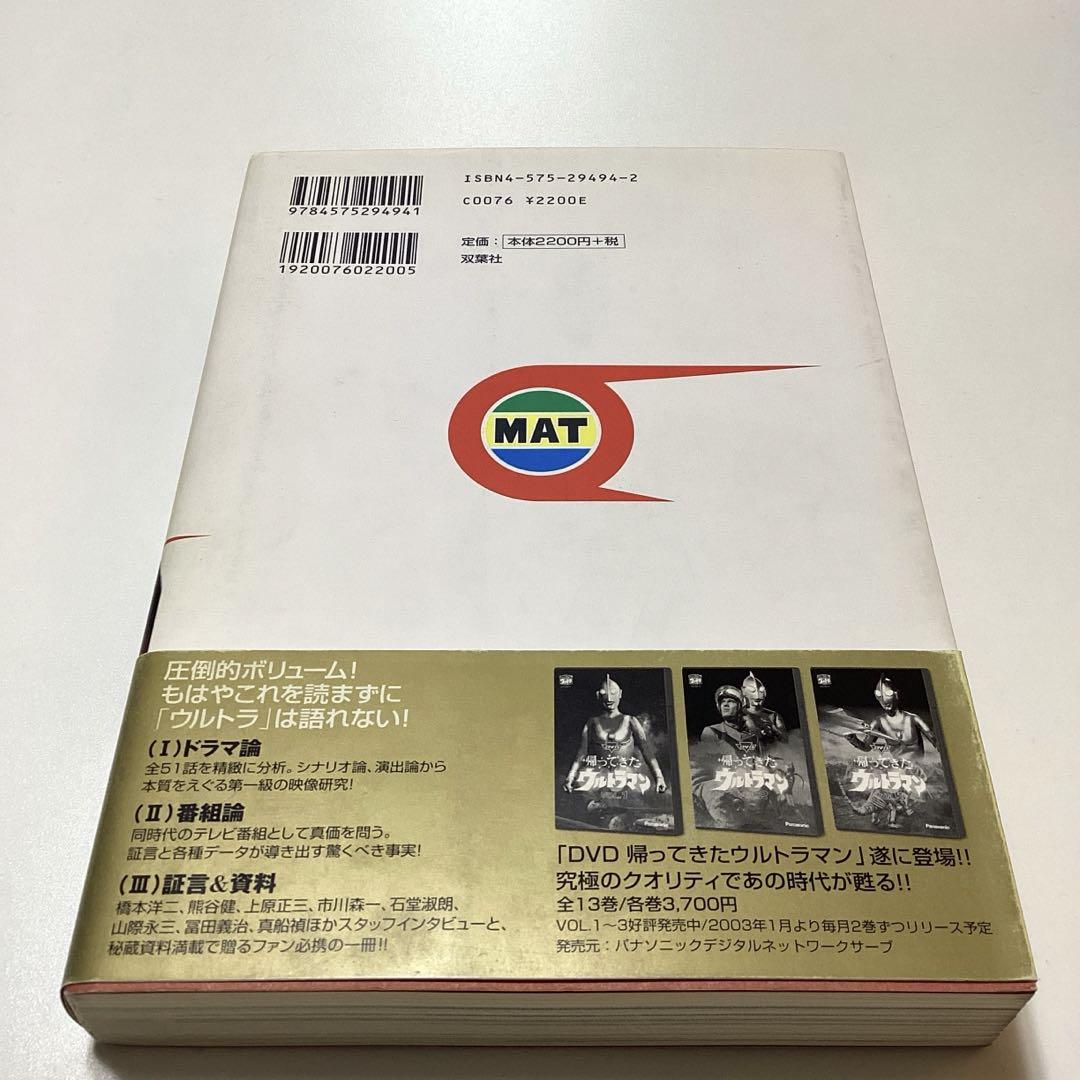 ISBN4-575-29494-2
C0076 ¥2200E
9784575294941
1920076022005
定価：本体2200円+税
双葉社
MAT
圧倒的ボリューム!
もはやこれを読まずに
「ウルトラ」は語れない!
(Ⅰ)ドラマ論
全51話を精緻に分析。シナリオ論、演出論から
本質をえぐる第一級の映像研究!
(Ⅱ)番組論
同時代のテレビ番組として真価を問う。
証言と各種データが導き出す驚くべき事実!
(Ⅲ)証言&資料
橋本洋二、熊谷健、上原正三、市川森一、石堂淑朗、
山際永三、冨田義治、真船禎ほかスタッフインタビューと、
秘蔵資料満載で贈るファン必携の一冊!!
帰ってきた
ウルトラマン
Panasonic
帰ってきた
ウルトラマン
Panasonic
帰ってきた
ウルトラマン
Panasonic
「DVD 帰ってきたウルトラマン」遂に登場!!
究極のクオリティであの時代が甦る!!
全13巻/各巻3,700円
VOL.1〜3好評発売中/2003年1月より毎月2巻ずつリリース予定
発売元：パナソニックデジタルネットワークサーブ